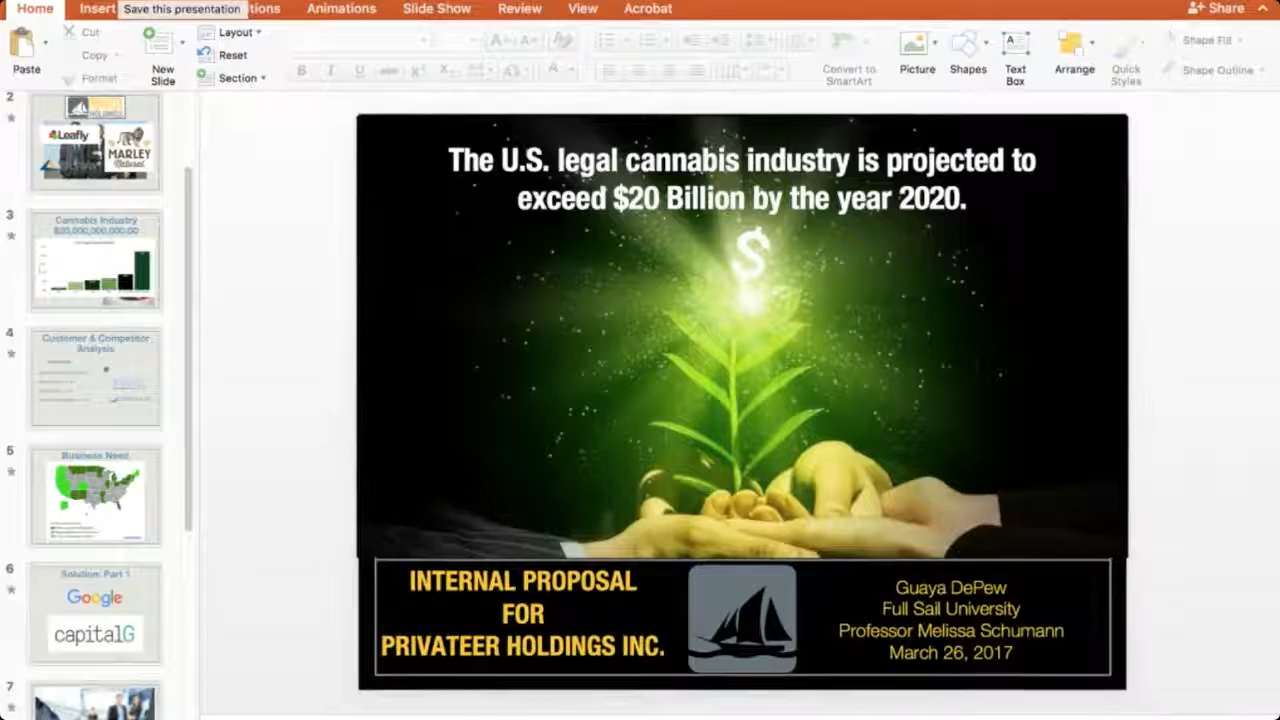 Home
Insert
Save this presentation
tions
Animations
Slide Show
Review
View
Acrobat
Share
Paste
Cut
Copy
Format
New
Slide
Layout
Reset
Section
B I U
Convert to
SmartArt
Picture
Shapes
Text
Box
Arrange
Quick
Styles
Shape Fill
Shape Outline
2
Leafly
MARLEY
Natural
3
Cannabis Industry
$20,000,000,000.00
4
Customer & Competitor
Analysis
5
Business Need
6
Solution: Part 1
Google
capitalG
7
The U.S. legal cannabis industry is projected to
exceed $20 Billion by the year 2020.
$
INTERNAL PROPOSAL
FOR
PRIVATEER HOLDINGS INC.
Guaya DePew
Full Sail University
Professor Melissa Schumann
March 26, 2017